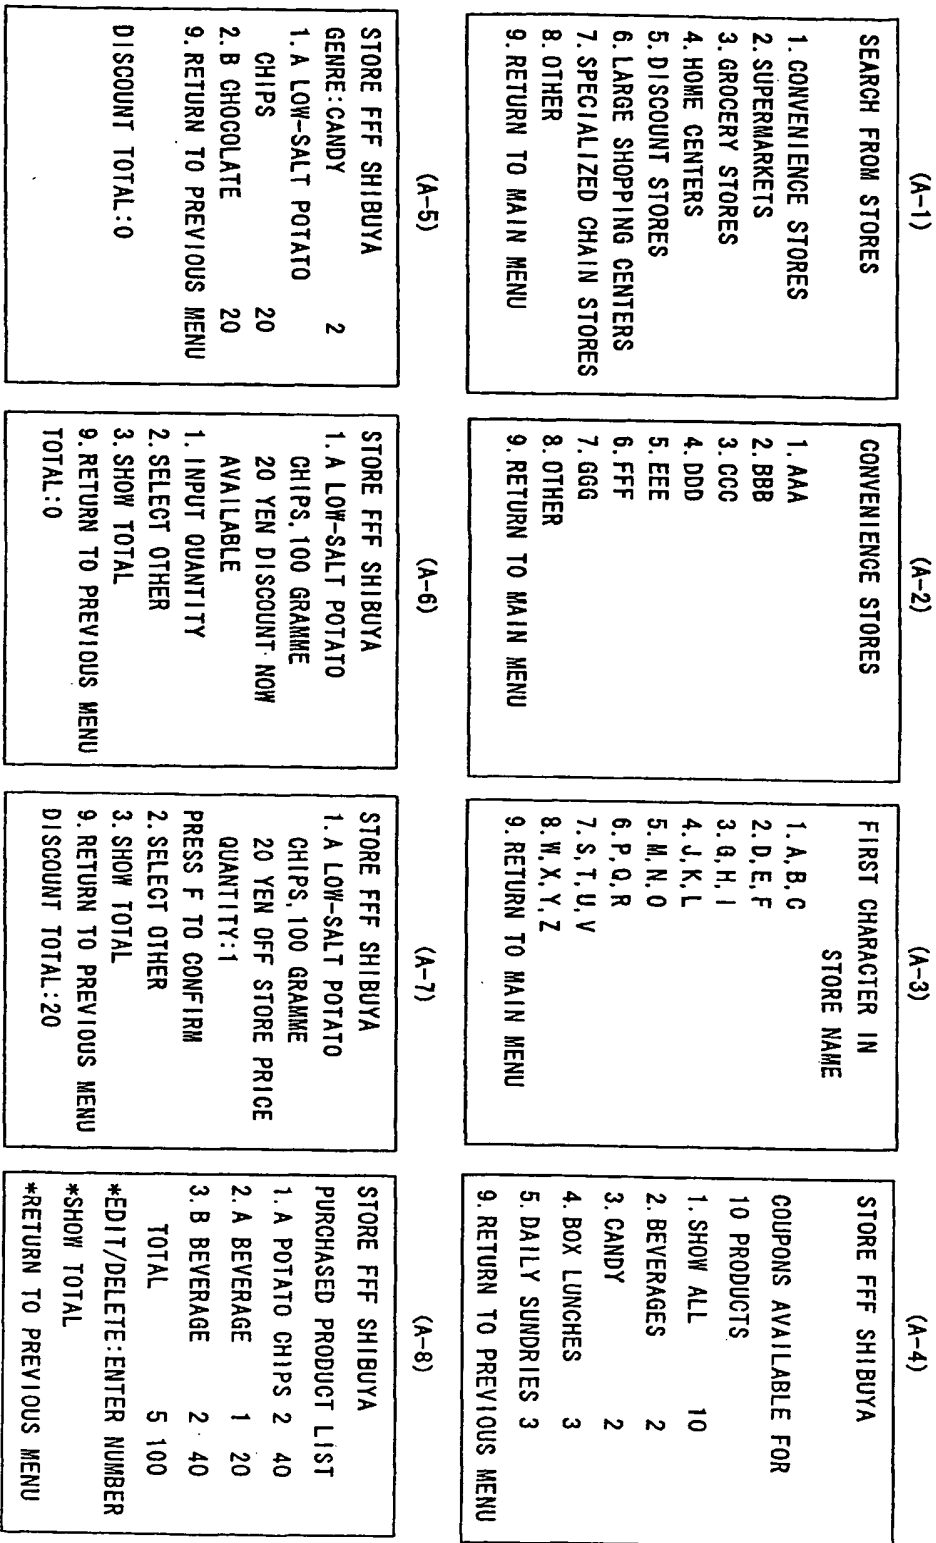 (A-1)
SEARCH FROM STORES
1. CONVENIENCE STORES
2. SUPERMARKETS
3. GROCERY STORES
4. HOME CENTERS
5. DISCOUNT STORES
6. LARGE SHOPPING CENTERS
7. SPECIALIZED CHAIN STORES
8. OTHER
9. RETURN TO MAIN MENU
(A-2)
CONVENIENCE STORES
1. AAA
2. BBB
3. CCC
4. DDD
5. EEE
6. FFF
7. GGG
8. OTHER
9. RETURN TO MAIN MENU
(A-3)
FIRST CHARACTER IN
STORE NAME
1. A, B, C
2. D, E, F
3. G, H, I
4. J, K, L
5. M, N, O
6. P, Q, R
7. S, T, U, V
8. W, X, Y, Z
9. RETURN TO MAIN MENU
(A-4)
STORE FFF SHIBUYA
COUPONS AVAILABLE FOR
10 PRODUCTS
1. SHOW ALL 10
2. BEVERAGES 2
3. CANDY 2
4. BOX LUNCHES 3
5. DAILY SUNDRIES 3
9. RETURN TO PREVIOUS MENU
(A-5)
STORE FFF SHIBUYA
GENRE:CANDY 2
1. A LOW-SALT POTATO
CHIPS 20
2. B CHOCOLATE 20
9. RETURN TO PREVIOUS MENU
DISCOUNT TOTAL:0
(A-6)
STORE FFF SHIBUYA
1. A LOW-SALT POTATO
CHIPS, 100 GRAMME
20 YEN DISCOUNT NOW
AVAILABLE
1. INPUT QUANTITY
2. SELECT OTHER
3. SHOW TOTAL
9. RETURN TO PREVIOUS MENU
TOTAL:0
(A-7)
STORE FFF SHIBUYA
1. A LOW-SALT POTATO
CHIPS, 100 GRAMME
20 YEN OFF STORE PRICE
QUANTITY:1
PRESS F TO CONFIRM
2. SELECT OTHER
3. SHOW TOTAL
9. RETURN TO PREVIOUS MENU
DISCOUNT TOTAL:20
(A-8)
STORE FFF SHIBUYA
PURCHASED PRODUCT LIST
1. A POTATO CHIPS 2 40
2. A BEVERAGE 1 20
3. B BEVERAGE 2 40
TOTAL 5 100
*EDIT/DELETE:ENTER NUMBER
*SHOW TOTAL
*RETURN TO PREVIOUS MENU